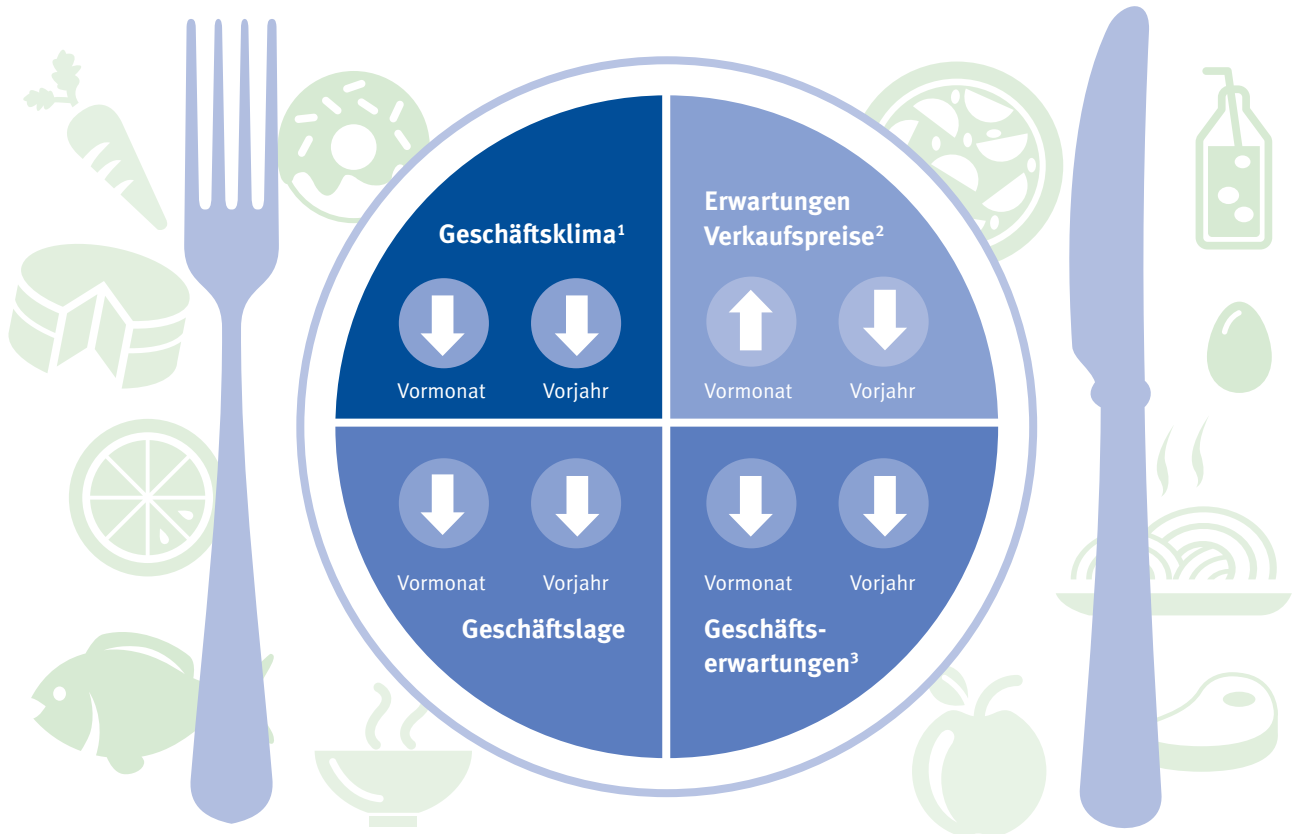 Geschäftsklima¹
Vormonat Vorjahr
Erwartungen
Verkaufspreise²
Vormonat Vorjahr
Vormonat Vorjahr
Geschäftslage
Vormonat Vorjahr
Geschäfts-
erwartungen³